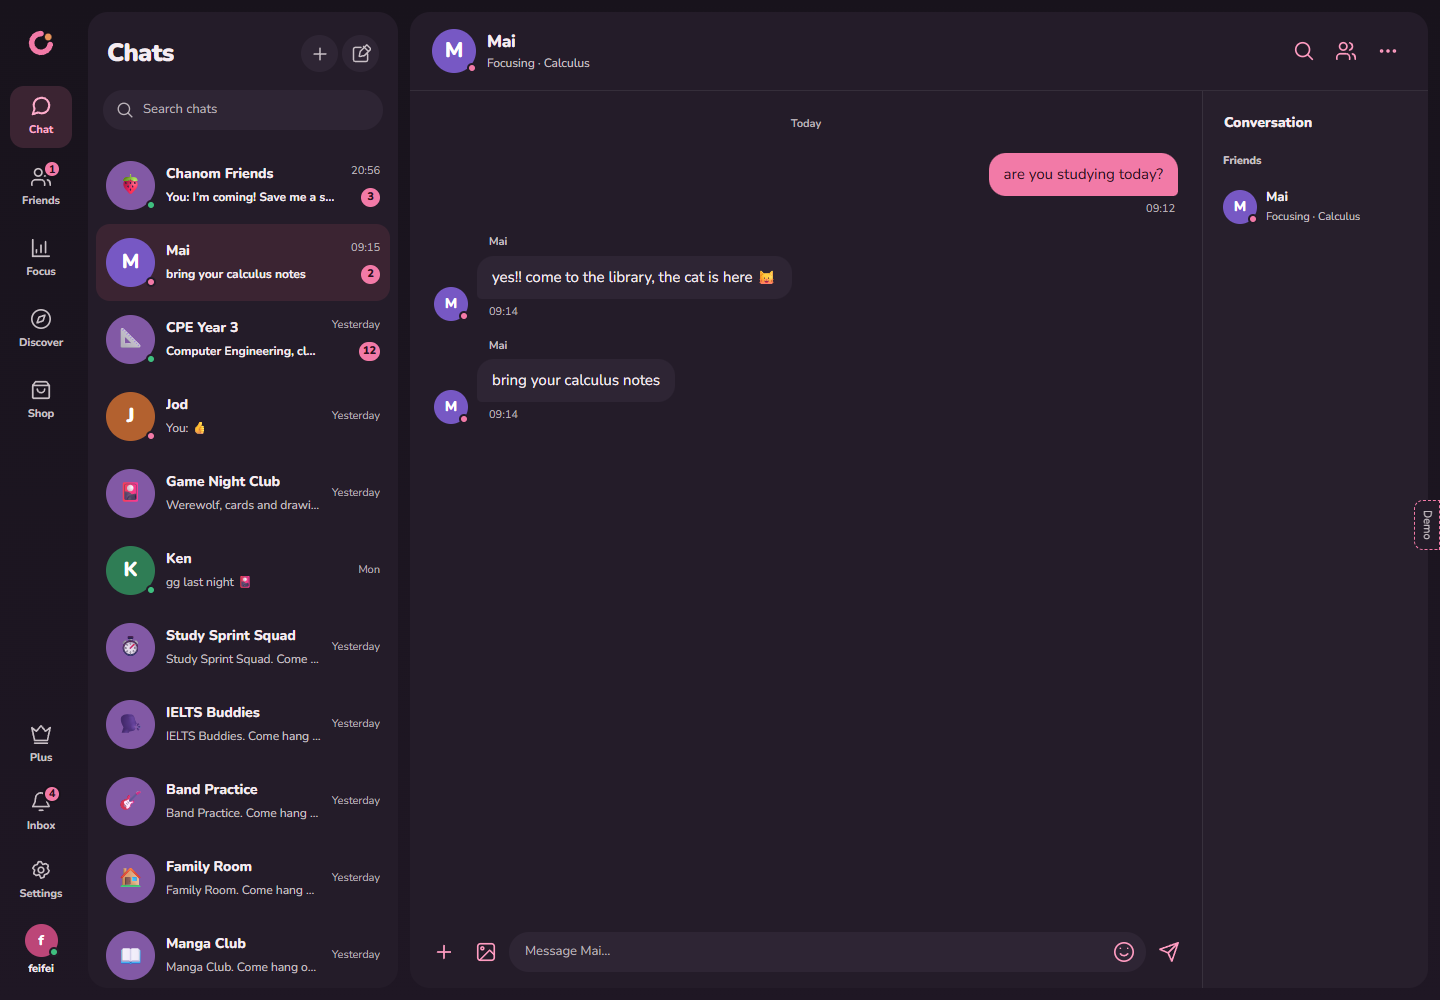 Chat
1
Friends
Focus
Discover
Shop
Plus
4
Inbox
Settings
f
feifei
Chats
Search chats
Chanom Friends
20:56
You: I'm coming! Save me a s...
3
M
Mai
09:15
bring your calculus notes
2
CPE Year 3
Yesterday
Computer Engineering, cl...
12
J
Jod
Yesterday
You: 👍
Game Night Club
Yesterday
Werewolf, cards and drawi...
K
Ken
Mon
gg last night 🎴
Study Sprint Squad
Yesterday
Study Sprint Squad. Come ...
IELTS Buddies
Yesterday
IELTS Buddies. Come hang ...
Band Practice
Yesterday
Band Practice. Come hang ...
Family Room
Yesterday
Family Room. Come hang ...
Manga Club
Yesterday
Manga Club. Come hang o...
M
Mai
Focusing · Calculus
Today
are you studying today?
09:12
Mai
yes!! come to the library, the cat is here 🐱
M
09:14
Mai
bring your calculus notes
M
09:14
Message Mai...
Conversation
Friends
M
Mai
Focusing · Calculus
Demo